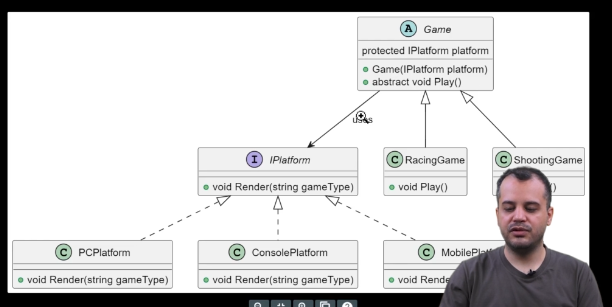 A Game
protected IPlatform platform
Game(IPlatform platform)
abstract void Play()
uses
I IPlatform
void Render(string gameType)
C RacingGame
void Play()
C ShootingGame
()
C PCPlatform
void Render(string gameType)
C ConsolePlatform
void Render(string gameType)
C
void